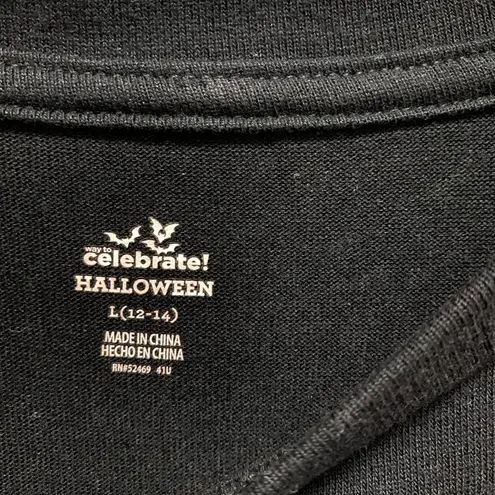 way to
celebrate!
HALLOWEEN
L(12-14)
MADE IN CHINA
HECHO EN CHINA
RN#52469 41U